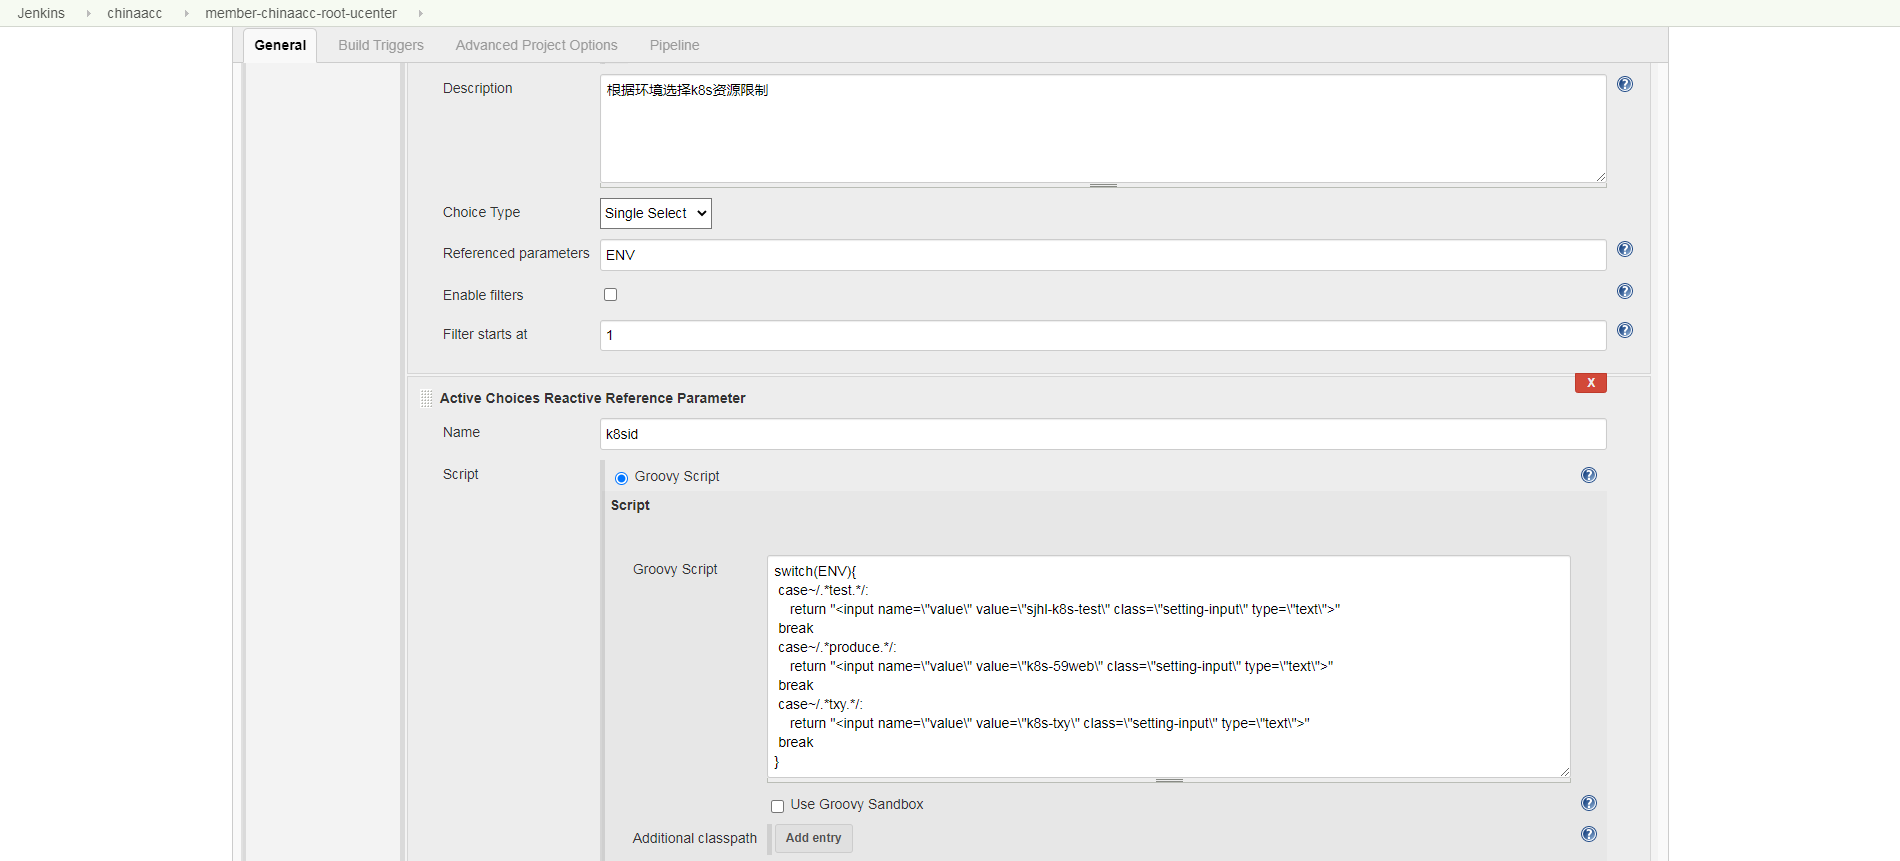 Jenkins chinaacc member-chinaacc-root-ucenter
General Build Triggers Advanced Project Options Pipeline
Description
根据环境选择k8s资源限制
Choice Type
Single Select
Referenced parameters
ENV
Enable filters
Filter starts at
1
X
Active Choices Reactive Reference Parameter
Name
k8sid
Script
Groovy Script
Script
Groovy Script
switch(ENV){
case~/.*test.*/:
return "<input name=\"value\" value=\"sjhl-k8s-test\" class=\"setting-input\" type=\"text\">"
break
case~/.*produce.*/:
return "<input name=\"value\" value=\"k8s-59web\" class=\"setting-input\" type=\"text\">"
break
case~/.*txy.*/:
return "<input name=\"value\" value=\"k8s-txy\" class=\"setting-input\" type=\"text\">"
break
}
Use Groovy Sandbox
Additional classpath
Add entry